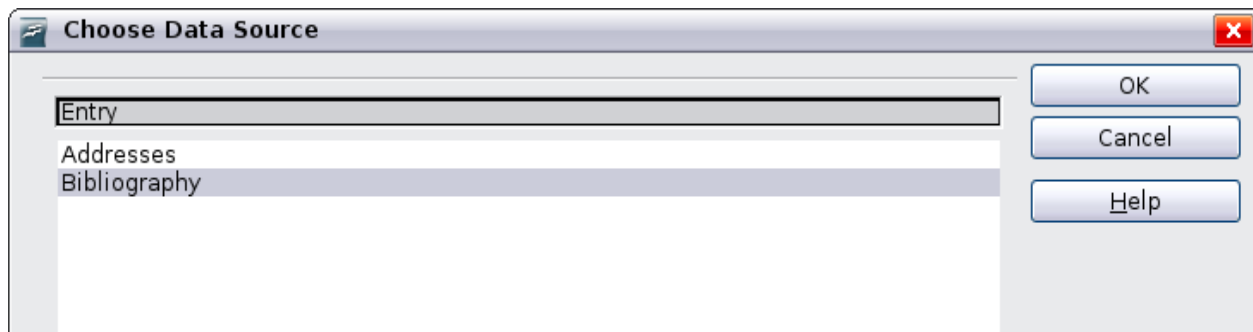 Choose Data Source
OK
Entry
Cancel
Addresses
Bibliography
Help